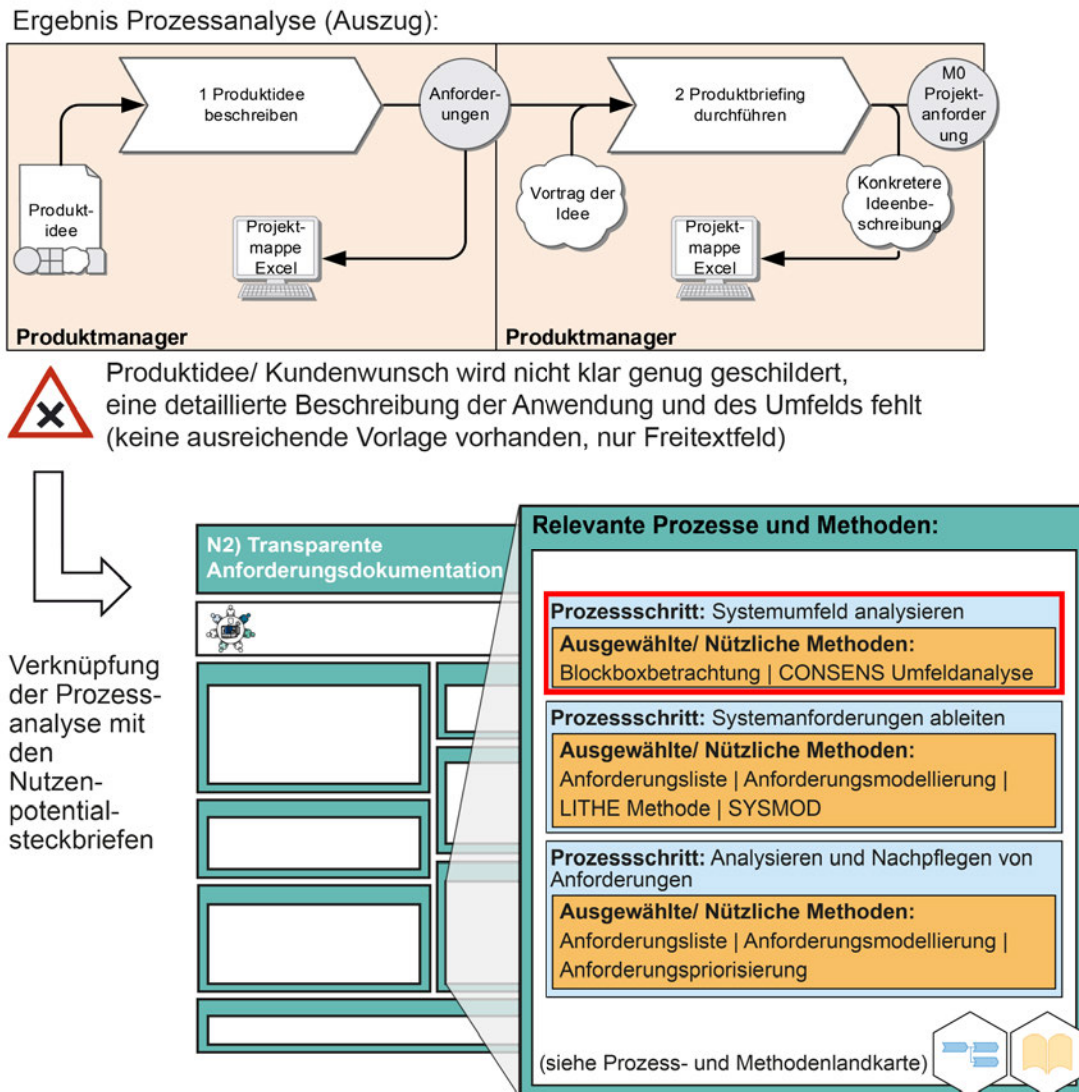 Ergebnis Prozessanalyse (Auszug):
1 Produktidee
beschreiben
Anforder-
ungen
2 Produktbriefing
durchführen
M0
Projekt-
anforder
ung
Produkt-
idee
Projekt-
mappe
Excel
Vortrag der
Idee
Projekt-
mappe
Excel
Konkretere
Ideenbe-
schreibung
Produktmanager
Produktmanager
Produktidee/ Kundenwunsch wird nicht klar genug geschildert,
eine detaillierte Beschreibung der Anwendung und des Umfelds fehlt
(keine ausreichende Vorlage vorhanden, nur Freitextfeld)
Verknüpfung
der Prozess-
analyse mit
den
Nutzen-
potential-
steckbriefen
N2) Transparente
Anforderungsdokumentation
Relevante Prozesse und Methoden:
Prozessschritt: Systemumfeld analysieren
Ausgewählte/ Nützliche Methoden:
Blockboxbetrachtung | CONSENS Umfeldanalyse
Prozessschritt: Systemanforderungen ableiten
Ausgewählte/ Nützliche Methoden:
Anforderungsliste | Anforderungsmodellierung |
LITHE Methode | SYSMOD
Prozessschritt: Analysieren und Nachpflegen von
Anforderungen
Ausgewählte/ Nützliche Methoden:
Anforderungsliste | Anforderungsmodellierung |
Anforderungspriorisierung
(siehe Prozess- und Methodenlandkarte)